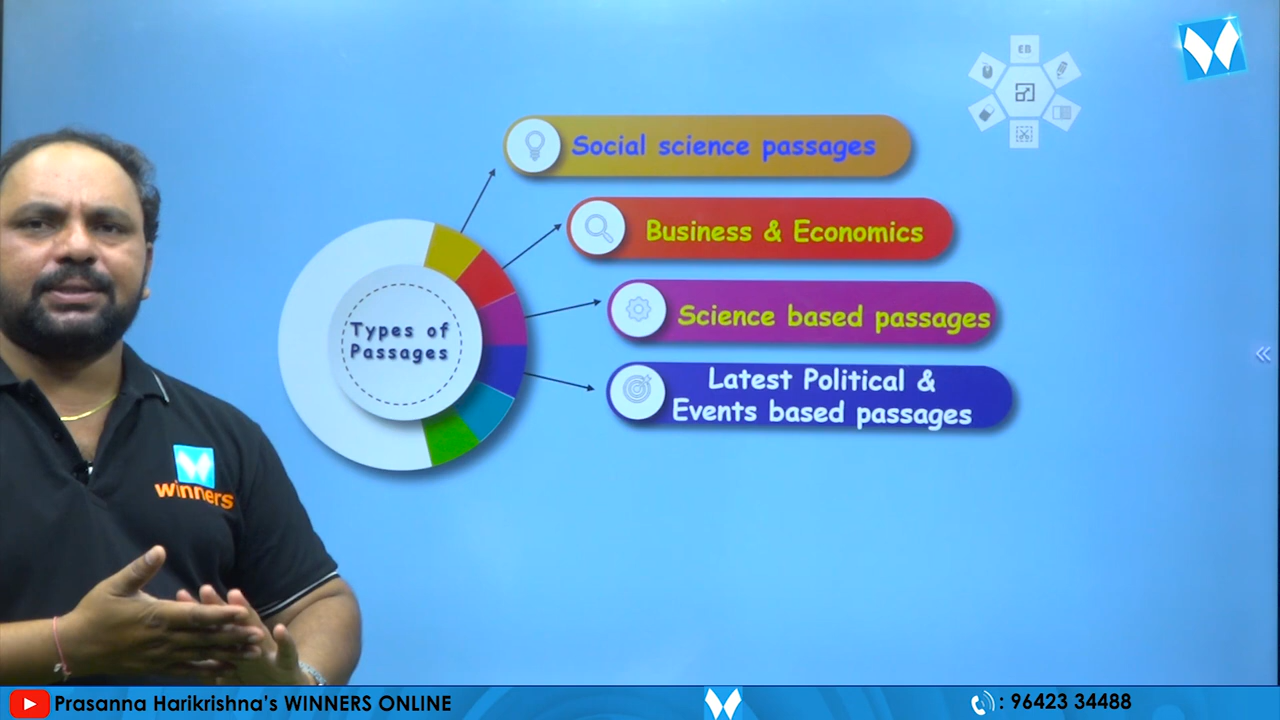 EB
Social science passages
Business & Economics
Science based passages
Types of
Passages
Latest Political &
Events based passages
winners
Prasanna Harikrishna's WINNERS ONLINE
: 96423 34488